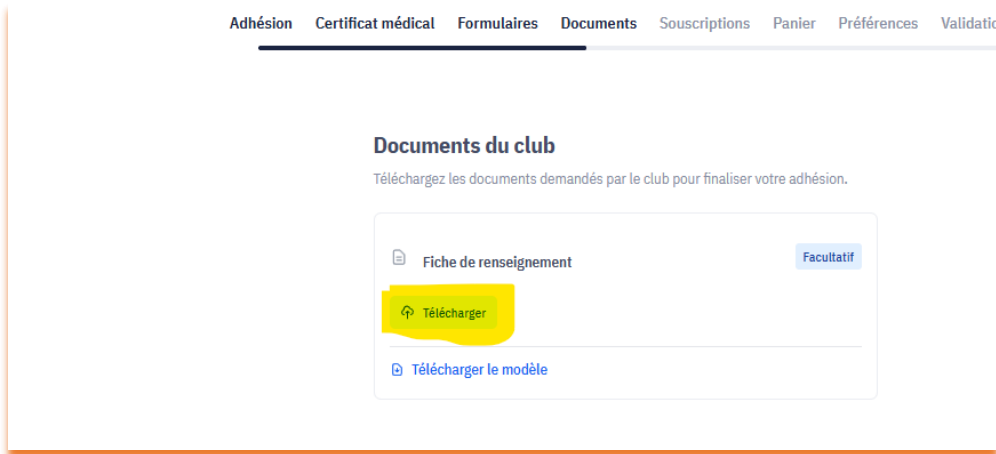 Adhésion Certificat médical Formulaires Documents Souscriptions Panier Préférences Validatio
Documents du club
Téléchargez les documents demandés par le club pour finaliser votre adhésion.
Fiche de renseignement Facultatif
Télécharger
Télécharger le modèle